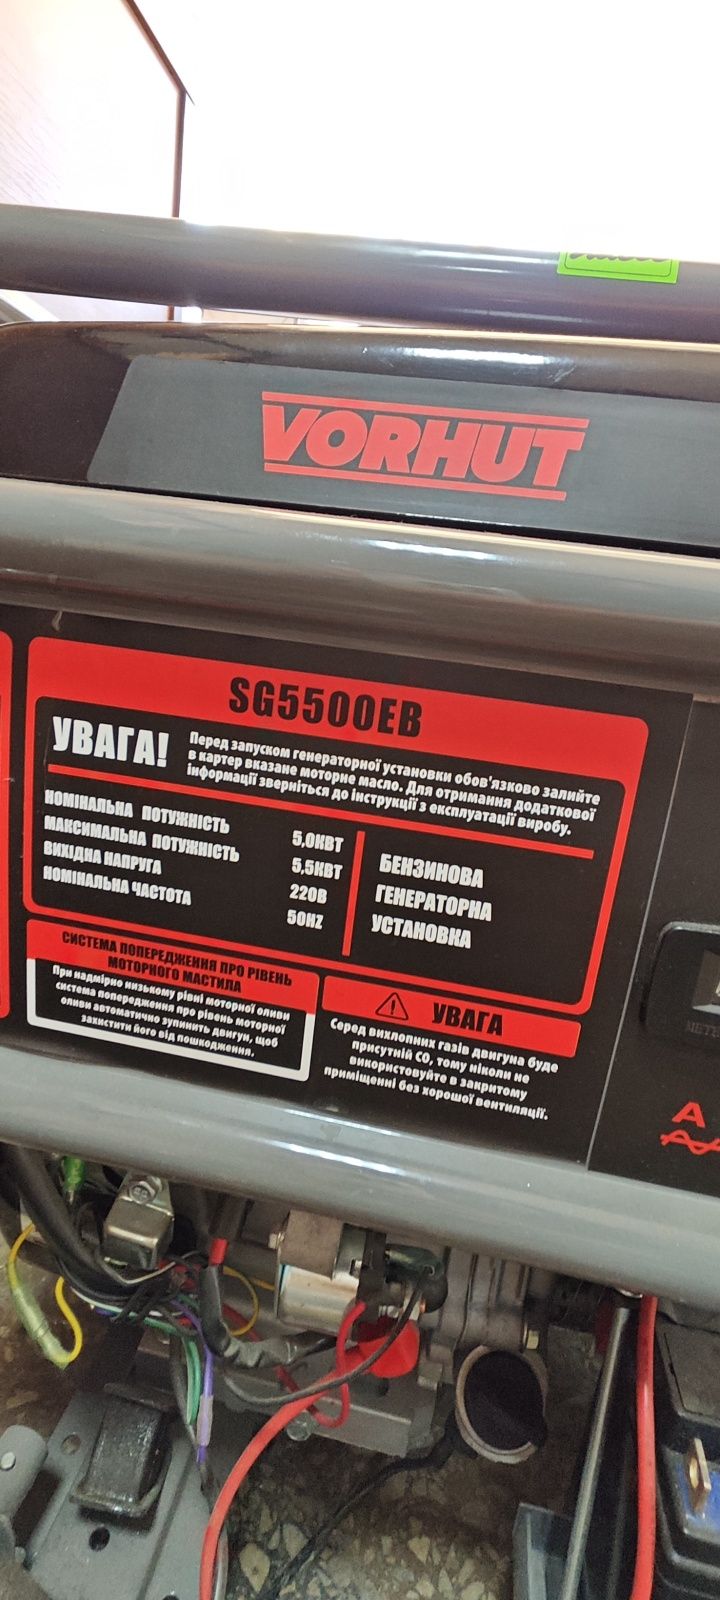 VORHUT
SG5500EB
УВАГА!
Перед запуском генераторної установки обов'язково залийте
в картер вказане моторне масло. Для отримання додаткової
інформації зверніться до інструкції з експлуатації виробу.
НОМІНАЛЬНА ПОТУЖНІСТЬ 5,0КВТ
МАКСИМАЛЬНА ПОТУЖНІСТЬ 5,5КВТ
ВИХІДНА НАПРУГА 220В
НОМІНАЛЬНА ЧАСТОТА 50HZ
БЕНЗИНОВА
ГЕНЕРАТОРНА
УСТАНОВКА
СИСТЕМА ПОПЕРЕДЖЕННЯ ПРО РІВЕНЬ
МОТОРНОГО МАСТИЛА
При надмірно низькому рівні моторної оливи
система попередження про рівень моторної
оливи автоматично зупинить двигун, щоб
захистити його від пошкодження.
УВАГА
Серед вихлопних газів двигуна буде
присутній СО, тому ніколи не
використовуйте в закритому
приміщенні без хорошої вентиляції.
A